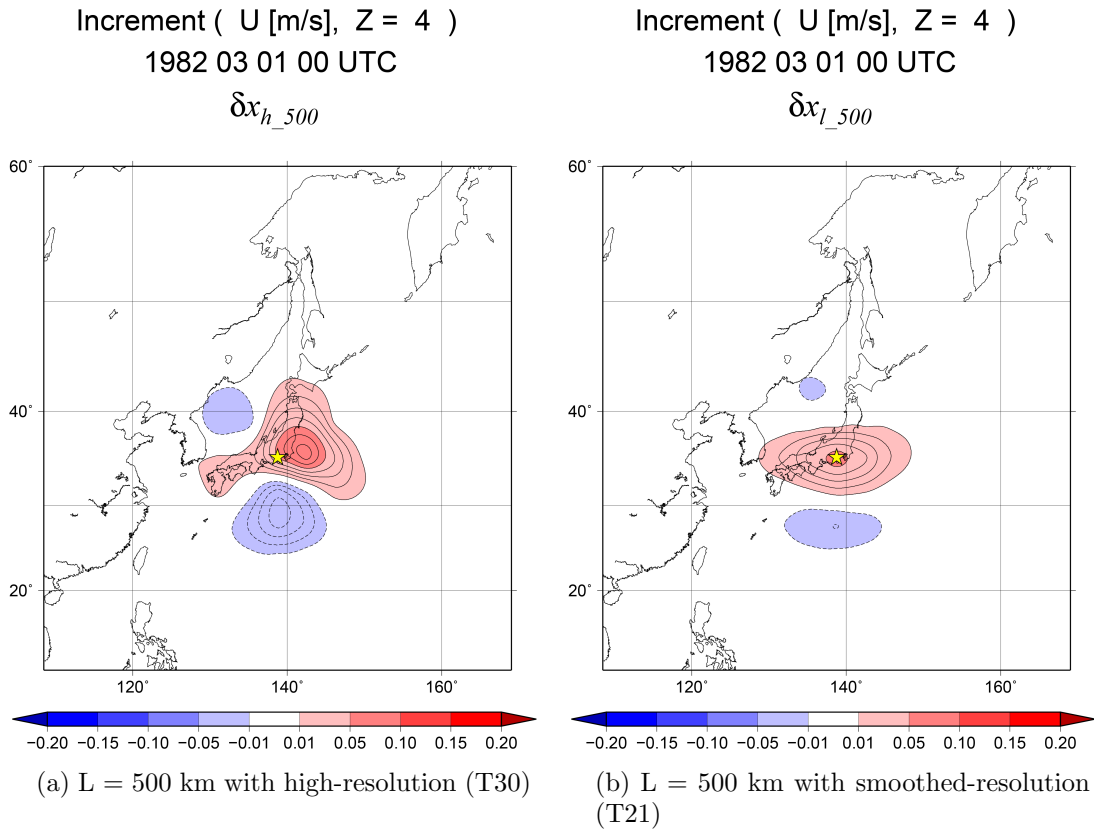 Increment ( U [m/s], Z = 4 )
1982 03 01 00 UTC
δx_{h_500}
60°
40°
20°
120 140 160
−0.20 −0.15 −0.10 −0.05 −0.01 0.01 0.05 0.10 0.15 0.20
(a) L = 500 km with high-resolution (T30)
Increment ( U [m/s], Z = 4 )
1982 03 01 00 UTC
δx_{l_500}
60°
40°
20°
120 140 160
−0.20 −0.15 −0.10 −0.05 −0.01 0.01 0.05 0.10 0.15 0.20
(b) L = 500 km with smoothed-resolution
(T21)